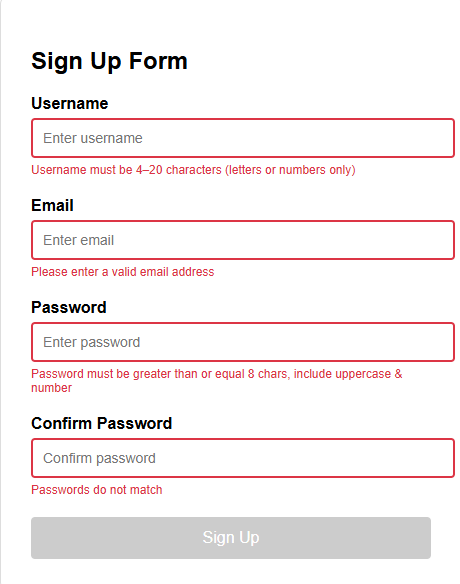 Sign Up Form
Username
Enter username
Username must be 4–20 characters (letters or numbers only)
Email
Enter email
Please enter a valid email address
Password
Enter password
Password must be greater than or equal 8 chars, include uppercase &
number
Confirm Password
Confirm password
Passwords do not match
Sign Up